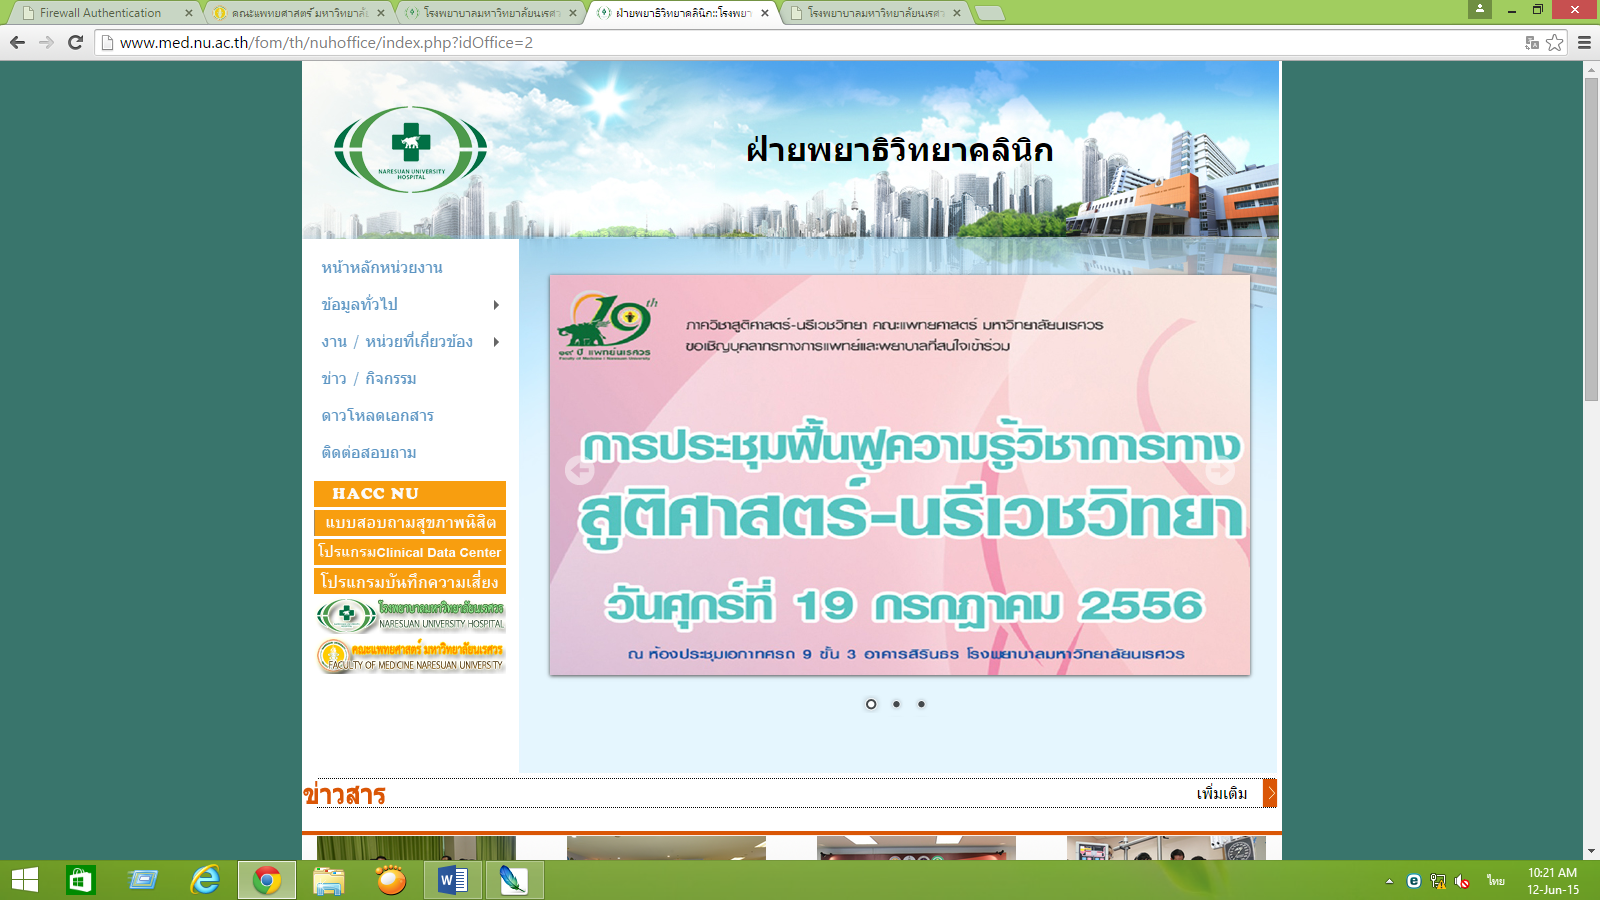 Firewall Authentication
คณะแพทยศาสตร์ มหาวิทยาลัย
โรงพยาบาลมหาวิทยาลัยนเรศว
ฝ่ายพยาธิวิทยาคลินิก::โรงพยา
โรงพยาบาลมหาวิทยาลัยนเรศว
www.med.nu.ac.th/fom/th/nuhoffice/index.php?idOffice=2
NARESUAN UNIVERSITY
HOSPITAL
ฝ่ายพยาธิวิทยาคลินิก
หน้าหลักหน่วยงาน
ข้อมูลทั่วไป
งาน / หน่วยที่เกี่ยวข้อง
ข่าว / กิจกรรม
ดาวโหลดเอกสาร
ติดต่อสอบถาม
HACC NU
แบบสอบถามสุขภาพนิสิต
โปรแกรมClinical Data Center
โปรแกรมบันทึกความเสี่ยง
โรงพยาบาลมหาวิทยาลัยนเรศวร
NARESUAN UNIVERSITY HOSPITAL
คณะแพทยศาสตร์ มหาวิทยาลัยนเรศวร
FACULTY OF MEDICINE NARESUAN UNIVERSITY
19th
๑๙ ปี แพทย์นเรศวร
Faculty of Medicine Naresuan University
ภาควิชาสูติศาสตร์-นรีเวชวิทยา คณะแพทยศาสตร์ มหาวิทยาลัยนเรศวร
ขอเชิญบุคลากรทางการแพทย์และพยาบาลที่สนใจเข้าร่วม
การประชุมฟื้นฟูความรู้วิชาการทาง
สูติศาสตร์-นรีเวชวิทยา
วันศุกร์ที่ 19 กรกฎาคม 2556
ณ ห้องประชุมเอกาทศรถ 9 ชั้น 3 อาคารสิรินธร โรงพยาบาลมหาวิทยาลัยนเรศวร
ข่าวสาร
เพิ่มเติม
ไทย
10:21 AM
12-Jun-15